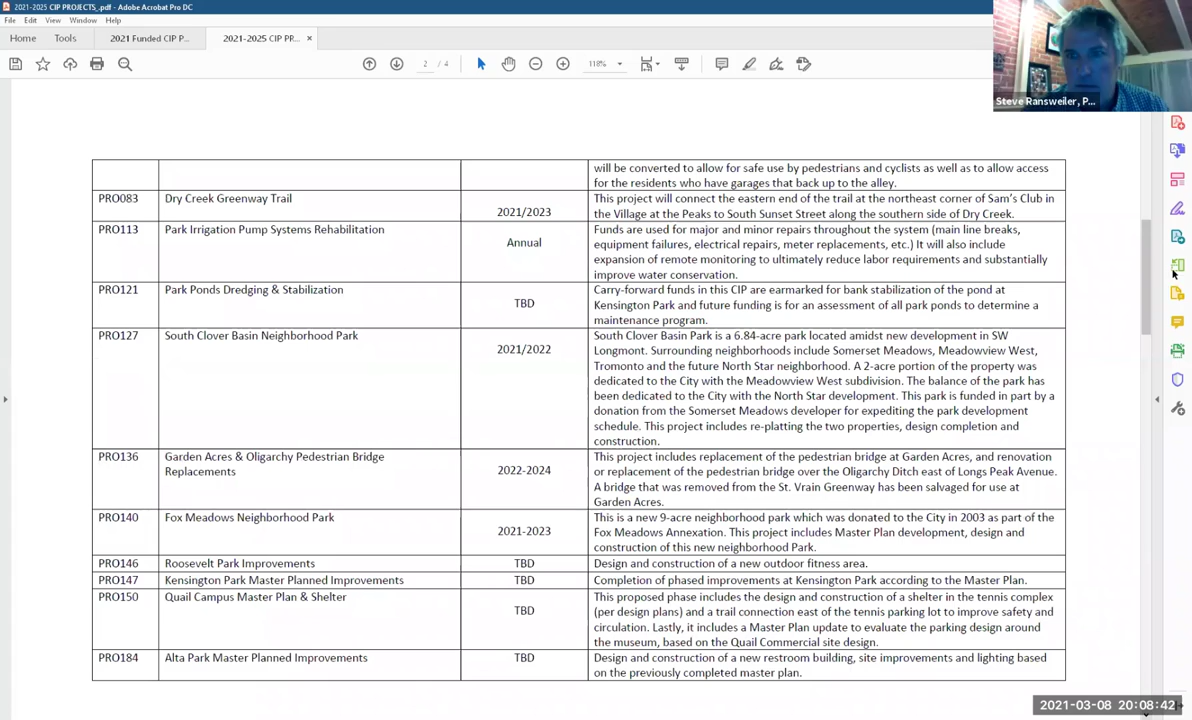 2021-2025 CIP PROJECTS_.pdf - Adobe Acrobat Pro DC
File Edit View Window Help
Home Tools 2021 Funded CIP P... 2021-2025 CIP PR... ×
2 / 4 118%
Steve Ransweiler, P...
will be converted to allow for safe use by pedestrians and cyclists as well as to allow access
for the residents who have garages that back up to the alley.
PRO083 Dry Creek Greenway Trail 2021/2023 This project will connect the eastern end of the trail at the northeast corner of Sam's Club in
the Village at the Peaks to South Sunset Street along the southern side of Dry Creek.
PRO113 Park Irrigation Pump Systems Rehabilitation Annual Funds are used for major and minor repairs throughout the system (main line breaks,
equipment failures, electrical repairs, meter replacements, etc.) It will also include
expansion of remote monitoring to ultimately reduce labor requirements and substantially
improve water conservation.
PRO121 Park Ponds Dredging & Stabilization TBD Carry-forward funds in this CIP are earmarked for bank stabilization of the pond at
Kensington Park and future funding is for an assessment of all park ponds to determine a
maintenance program.
PRO127 South Clover Basin Neighborhood Park 2021/2022 South Clover Basin Park is a 6.84-acre park located amidst new development in SW
Longmont. Surrounding neighborhoods include Somerset Meadows, Meadowview West,
Tromonto and the future North Star neighborhood. A 2-acre portion of the property was
dedicated to the City with the Meadowview West subdivision. The balance of the park has
been dedicated to the City with the North Star development. This park is funded in part by a
donation from the Somerset Meadows developer for expediting the park development
schedule. This project includes re-platting the two properties, design completion and
construction.
PRO136 Garden Acres & Oligarchy Pedestrian Bridge
Replacements 2022-2024 This project includes replacement of the pedestrian bridge at Garden Acres, and renovation
or replacement of the pedestrian bridge over the Oligarchy Ditch east of Longs Peak Avenue.
A bridge that was removed from the St. Vrain Greenway has been salvaged for use at
Garden Acres.
PRO140 Fox Meadows Neighborhood Park 2021-2023 This is a new 9-acre neighborhood park which was donated to the City in 2003 as part of the
Fox Meadows Annexation. This project includes Master Plan development, design and
construction of this new neighborhood Park.
PRO146 Roosevelt Park Improvements TBD Design and construction of a new outdoor fitness area.
PRO147 Kensington Park Master Planned Improvements TBD Completion of phased improvements at Kensington Park according to the Master Plan.
PRO150 Quail Campus Master Plan & Shelter TBD This proposed phase includes the design and construction of a shelter in the tennis complex
(per design plans) and a trail connection east of the tennis parking lot to improve safety and
circulation. Lastly, it includes a Master Plan update to evaluate the parking design around
the museum, based on the Quail Commercial site design.
PRO184 Alta Park Master Planned Improvements TBD Design and construction of a new restroom building, site improvements and lighting based
on the previously completed master plan.
2021-03-08 20:08:42